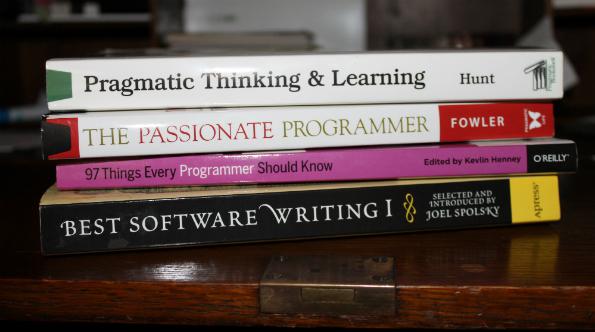 Pragmatic Thinking & Learning Hunt
THE PASSIONATE PROGRAMMER FOWLER
97 Things Every Programmer Should Know Edited by Kevlin Henney O'REILLY®
BEST SOFTWARE WRITING I SELECTED AND
INTRODUCED BY
JOEL SPOLSKY
Apress®